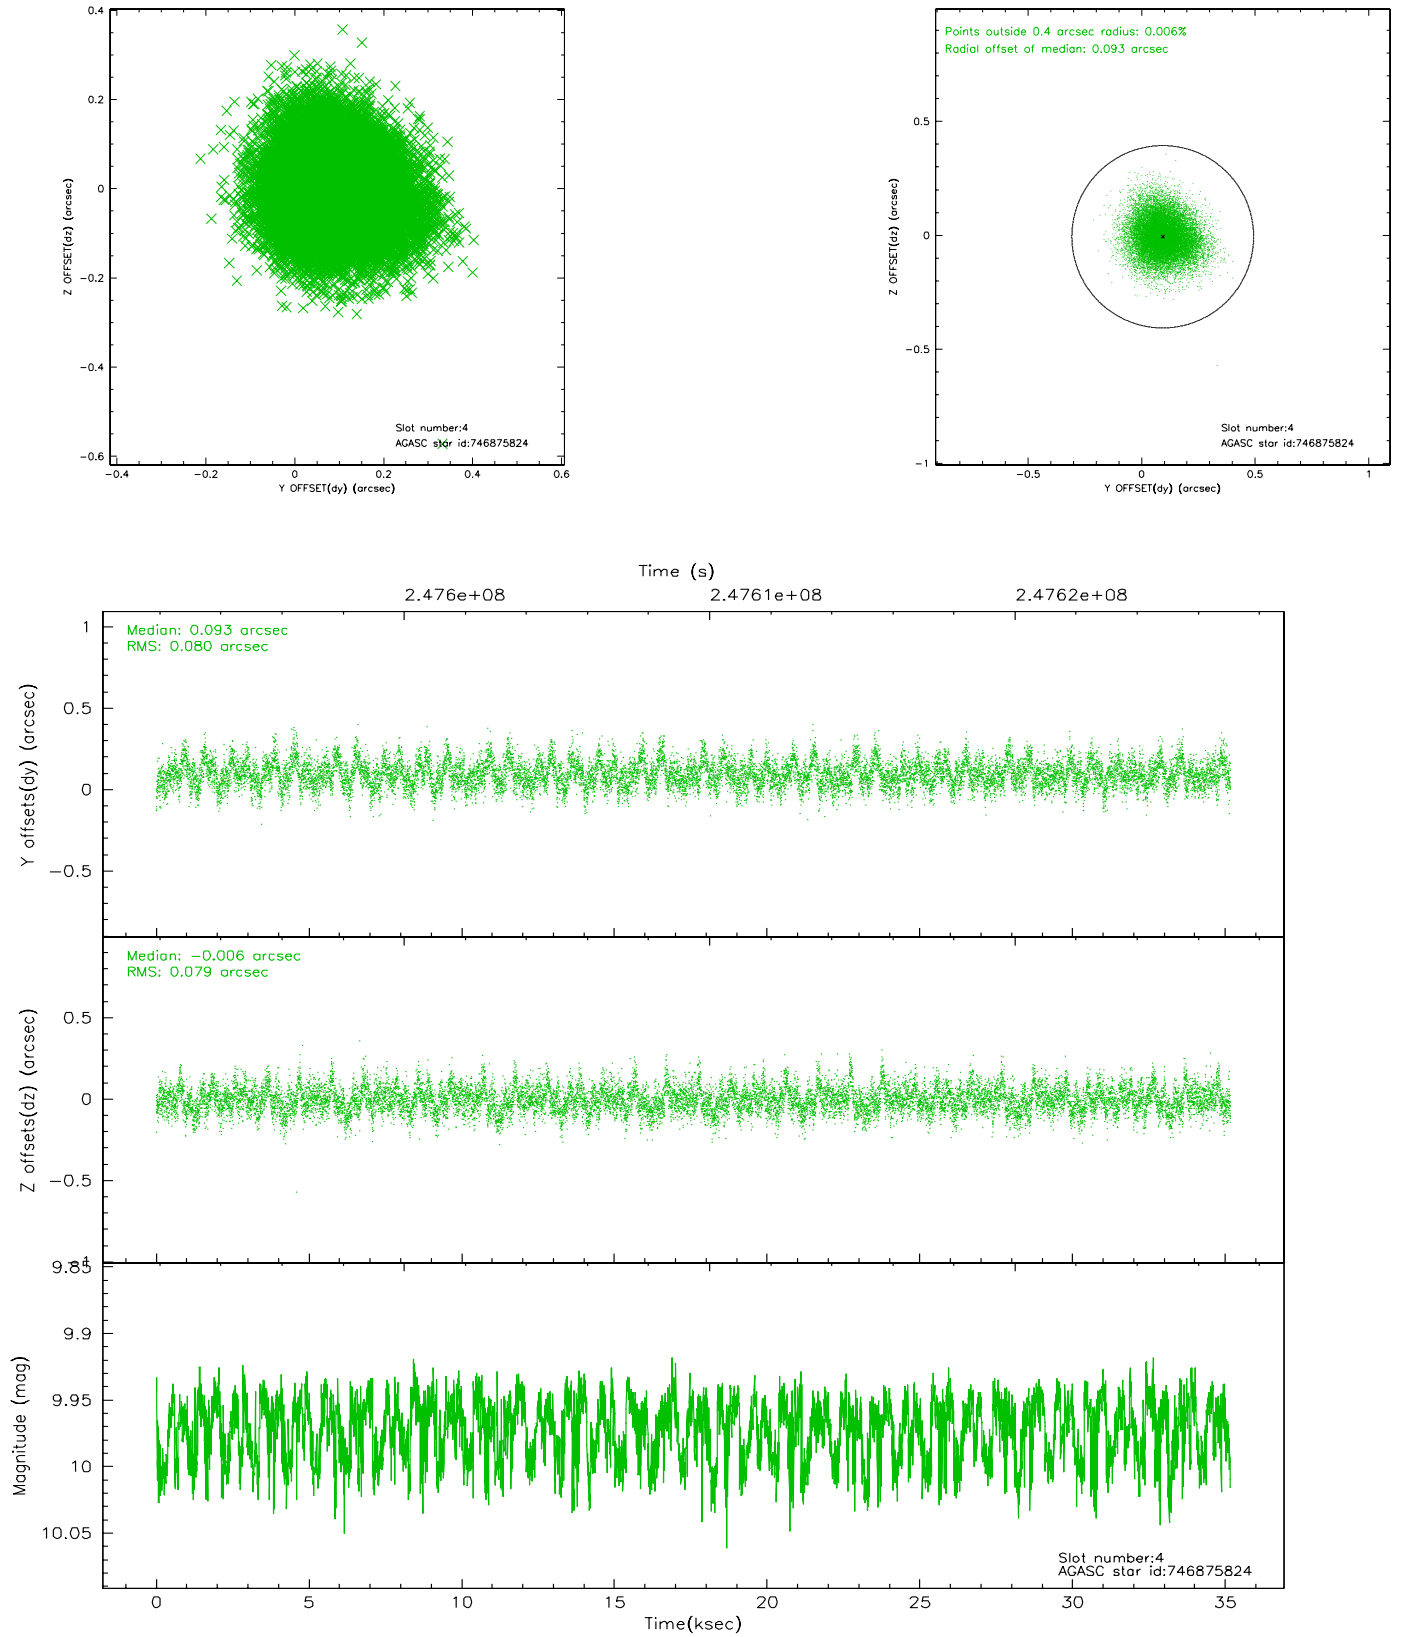 0.4
0.2
0
−0.2
−0.4
−0.6
Z OFFSET(dz) (arcsec)
Slot number:4
AGASC star id:746875824
−0.4 −0.2 0 0.2 0.4 0.6
Y OFFSET(dy) (arcsec)
Points outside 0.4 arcsec radius: 0.006%
Radial offset of median: 0.093 arcsec
0.5
0
−0.5
−1
Z OFFSET(dz) (arcsec)
Slot number:4
AGASC star id:746875824
−0.5 0 0.5 1
Y OFFSET(dy) (arcsec)
Time (s)
2.476e+08 2.4761e+08 2.4762e+08
Median: 0.093 arcsec
RMS: 0.080 arcsec
1
0.5
0
−0.5
Y offsets(dy) (arcsec)
Median: −0.006 arcsec
RMS: 0.079 arcsec
0.5
0
−0.5
−1
Z offsets(dz) (arcsec)
9.85
9.9
9.95
10
10.05
Magnitude (mag)
Slot number:4
AGASC star id:746875824
0 5 10 15 20 25 30 35
Time(ksec)